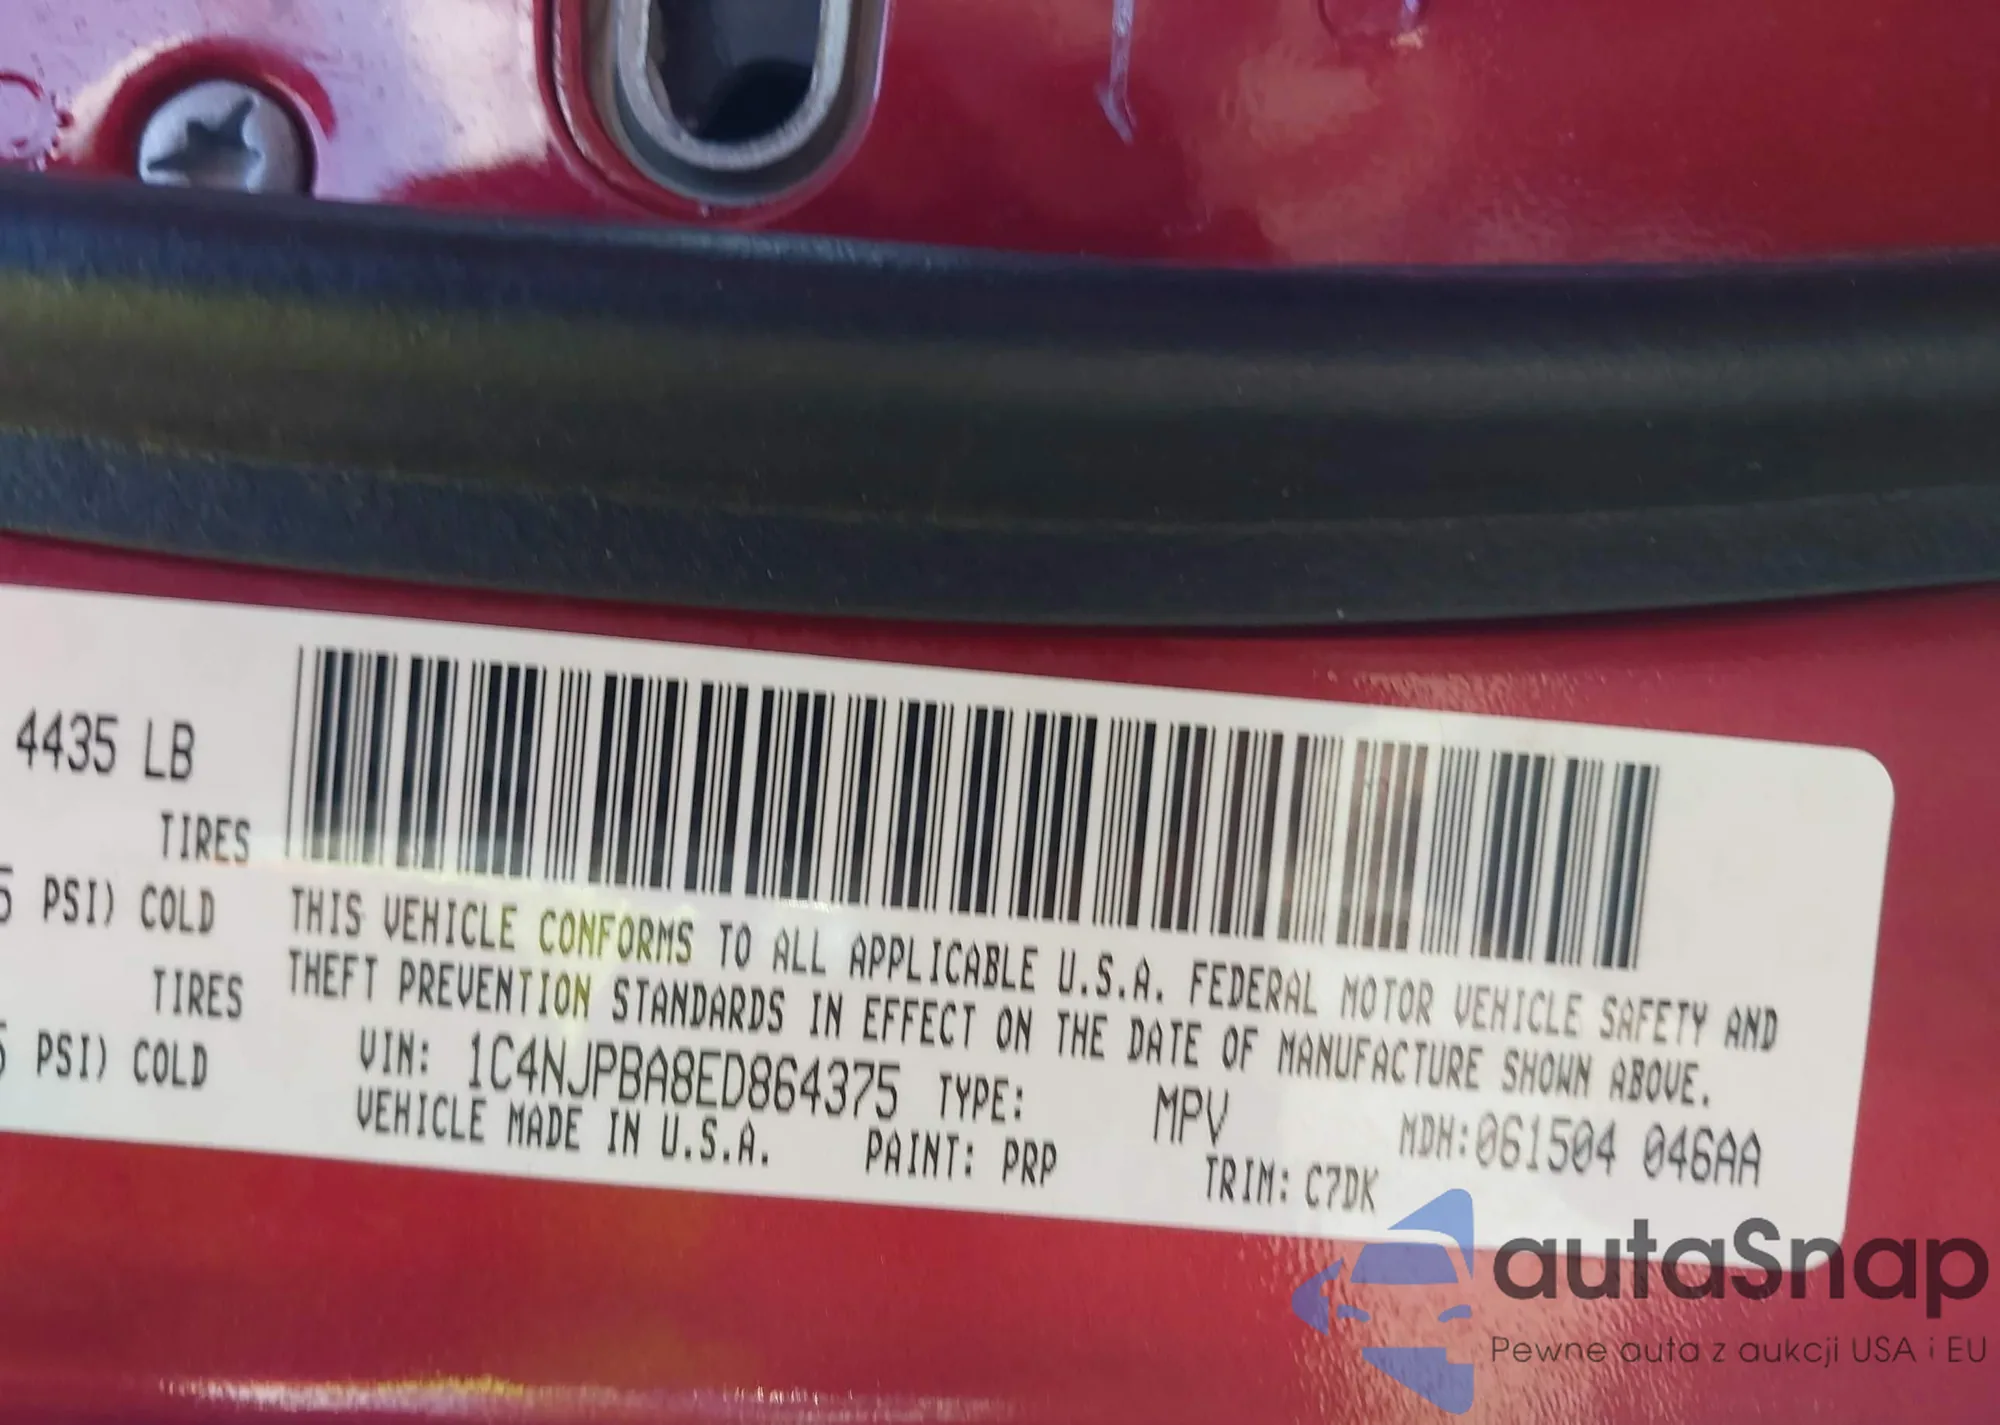 4435 LB
TIRES
5 PSI) COLD
TIRES
5 PSI) COLD
THIS VEHICLE CONFORMS TO ALL APPLICABLE U.S.A. FEDERAL MOTOR VEHICLE SAFETY AND
THEFT PREVENTION STANDARDS IN EFFECT ON THE DATE OF MANUFACTURE SHOWN ABOVE.
VIN: 1C4NJPBA8ED864375 TYPE: MPV MDH:061504 046AA
VEHICLE MADE IN U.S.A. PAINT: PRP TRIM: C7DK
autaSnap
Pewne auta z aukcji USA i EU